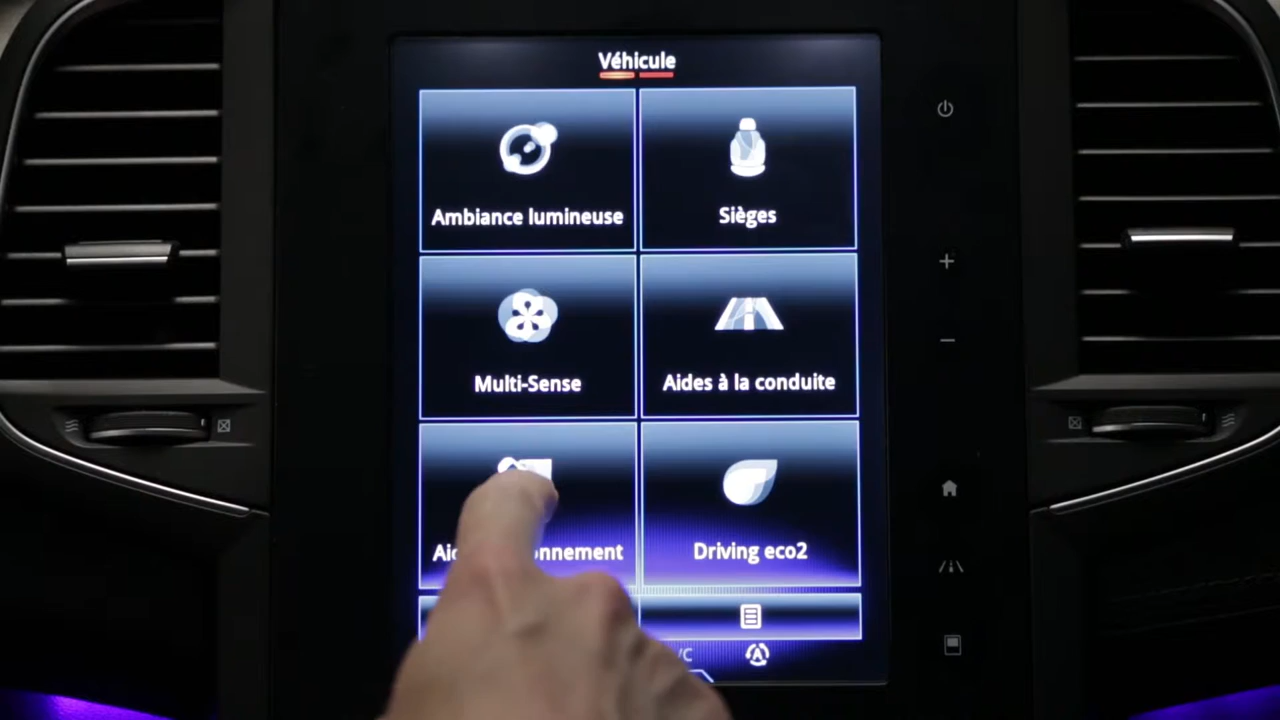 Véhicule
Ambiance lumineuse
Sièges
Multi-Sense
Aides à la conduite
Driving eco2